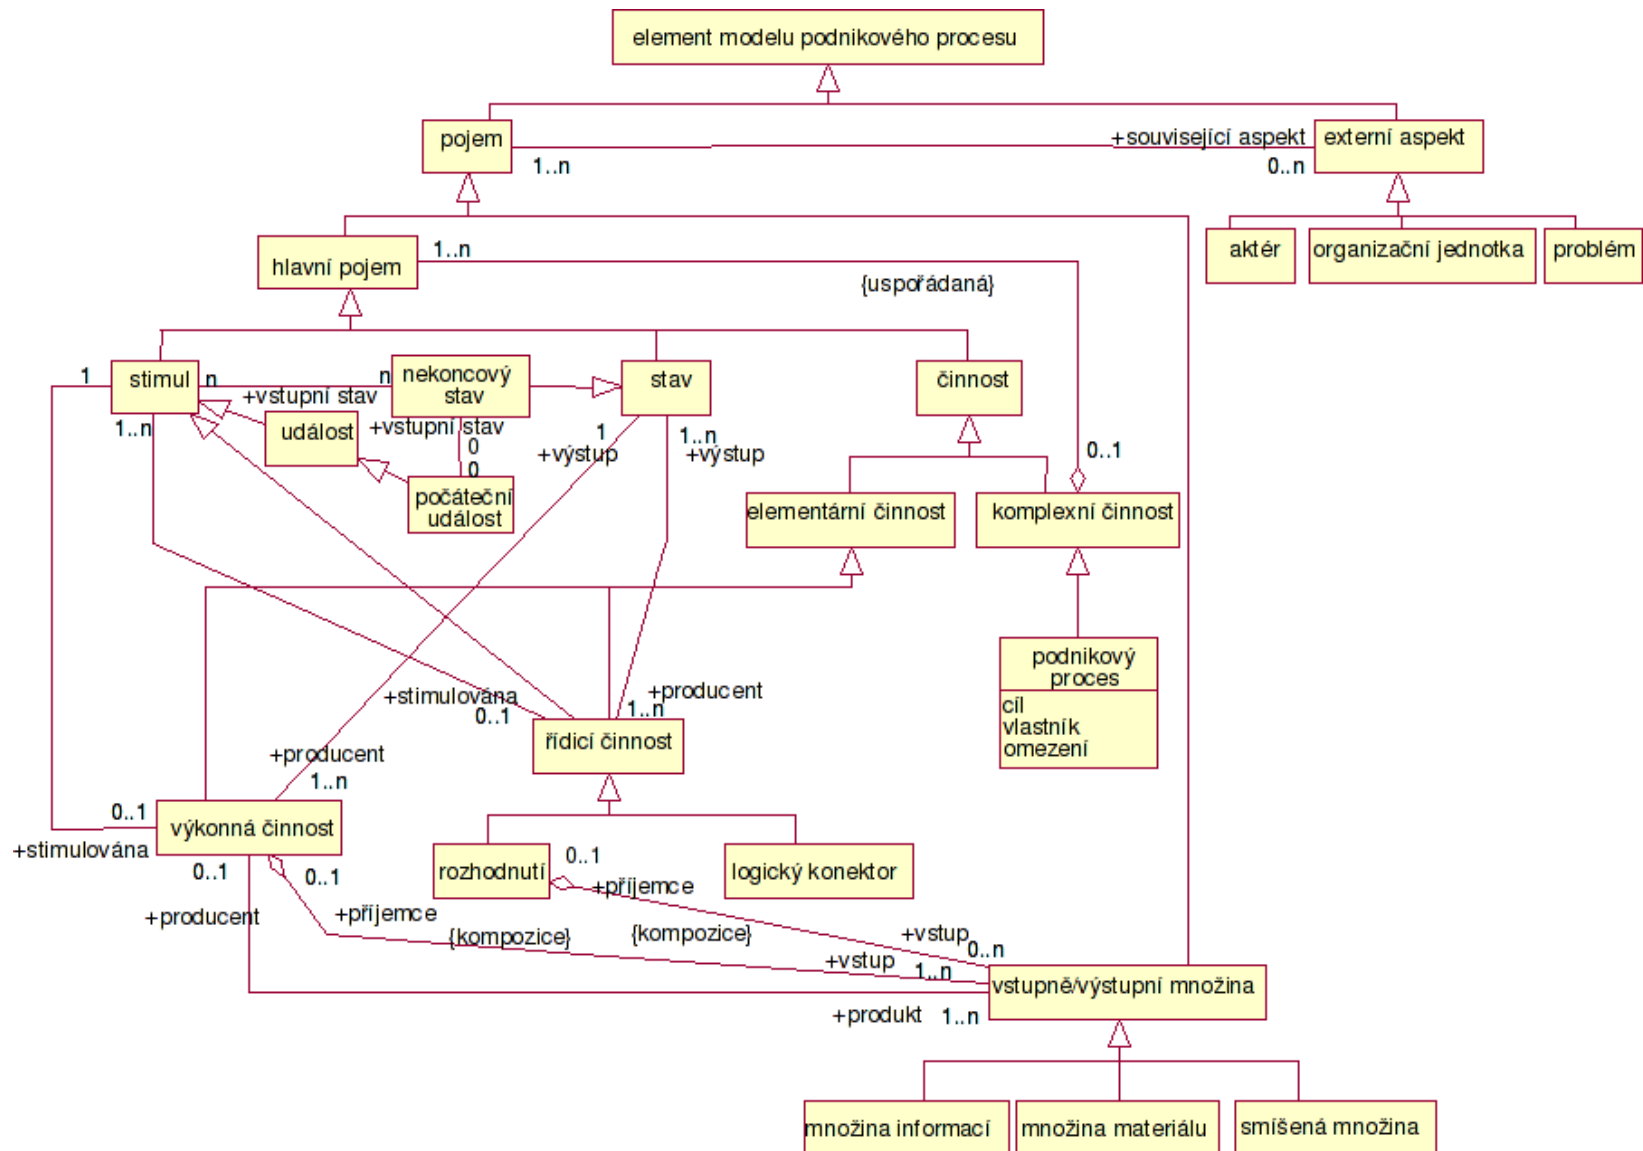 element modelu podnikového procesu
pojem
+související aspekt
externí aspekt
1..n
0..n
hlavní pojem
1..n
{uspořádaná}
aktér
organizační jednotka
problém
1
stimul
n
n
nekoncový
stav
stav
činnost
+vstupní stav
1..n
událost
+vstupní stav
0
0
1
+výstup
1..n
+výstup
0..1
počáteční
událost
elementární činnost
komplexní činnost
podnikový
proces
cíl
vlastník
omezení
+stimulována
0..1
+producent
1..n
řídicí činnost
+producent
1..n
0..1
výkonná činnost
+stimulována
0..1
0..1
rozhodnutí
0..1
+příjemce
logický konektor
+producent
+příjemce
{kompozice}
{kompozice}
+vstup
0..n
+vstup
1..n
vstupně/výstupní množina
+produkt
1..n
množina informací
množina materiálu
smíšená množina